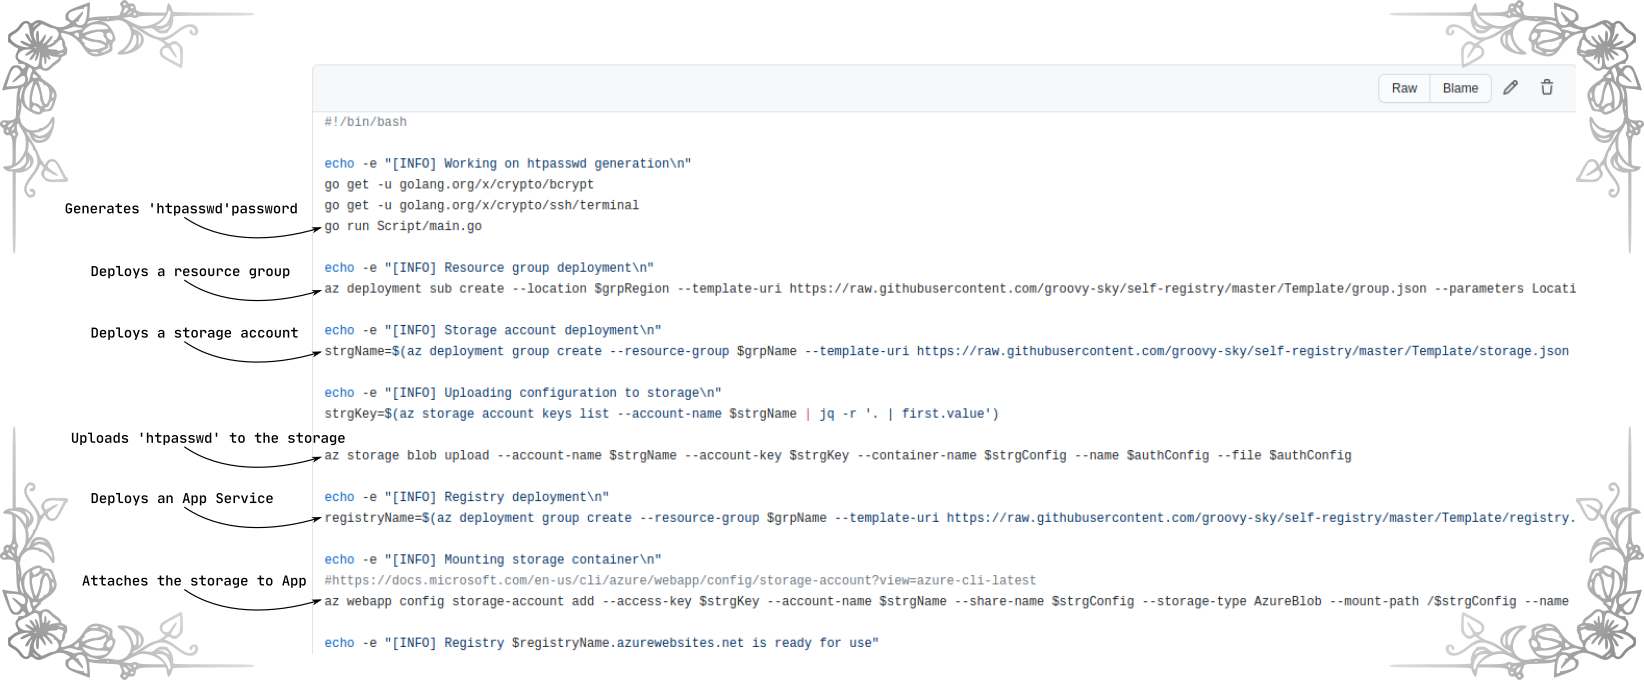 Raw Blame
#!/bin/bash
echo -e "[INFO] Working on htpasswd generation\n"
go get -u golang.org/x/crypto/bcrypt
go get -u golang.org/x/crypto/ssh/terminal
Generates 'htpasswd'password
go run Script/main.go
echo -e "[INFO] Resource group deployment\n"
Deploys a resource group
az deployment sub create --location $grpRegion --template-uri https://raw.githubusercontent.com/groovy-sky/self-registry/master/Template/group.json --parameters Locati
echo -e "[INFO] Storage account deployment\n"
Deploys a storage account
strgName=$(az deployment group create --resource-group $grpName --template-uri https://raw.githubusercontent.com/groovy-sky/self-registry/master/Template/storage.json
echo -e "[INFO] Uploading configuration to storage\n"
strgKey=$(az storage account keys list --account-name $strgName | jq -r '. | first.value')
Uploads 'htpasswd' to the storage
az storage blob upload --account-name $strgName --account-key $strgKey --container-name $strgConfig --name $authConfig --file $authConfig
echo -e "[INFO] Registry deployment\n"
Deploys an App Service
registryName=$(az deployment group create --resource-group $grpName --template-uri https://raw.githubusercontent.com/groovy-sky/self-registry/master/Template/registry.
echo -e "[INFO] Mounting storage container\n"
#https://docs.microsoft.com/en-us/cli/azure/webapp/config/storage-account?view=azure-cli-latest
Attaches the storage to App
az webapp config storage-account add --access-key $strgKey --account-name $strgName --share-name $strgConfig --storage-type AzureBlob --mount-path /$strgConfig --name
echo -e "[INFO] Registry $registryName.azurewebsites.net is ready for use"